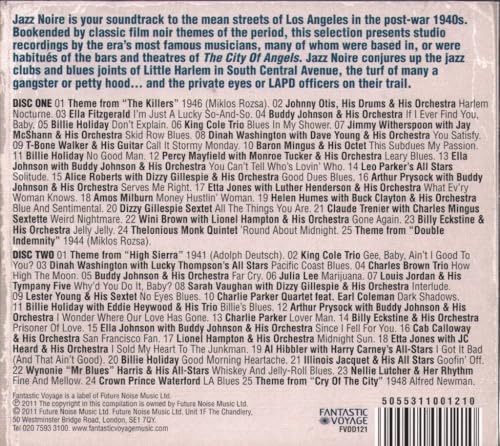 Jazz Noire is your soundtrack to the mean streets of Los Angeles in the post-war 1940s.
Bookended by classic film noir themes of the period, this selection presents studio
recordings by the era's most famous musicians, many of whom were based in, or were
habitués of the bars and theatres of The City Of Angels. Jazz Noire conjures up the jazz
clubs and blues joints of Little Harlem in South Central Avenue, the turf of many a
gangster or petty hood... and the private eyes or LAPD officers on their trail.
DISC ONE 01 Theme from "The Killers" 1946 (Miklos Rozsa). 02 Johnny Otis, His Drums & His Orchestra Harlem
Nocturne. 03 Ella Fitzgerald I'm Just A Lucky So-And-So. 04 Buddy Johnson & His Orchestra If I Ever Find You,
Baby. 05 Billie Holiday Don't Explain. 06 King Cole Trio Blues In My Shower. 07 Jimmy Witherspoon with Jay
McShann & His Orchestra Skid Row Blues. 08 Dinah Washington with Dave Young & His Orchestra You Satisfy.
09 T-Bone Walker & His Guitar Call It Stormy Monday. 10 Baron Mingus & His Octet This Subdues My Passion.
11 Billie Holiday No Good Man. 12 Percy Mayfield with Monroe Tucker & His Orchestra Leary Blues. 13 Ella
Johnson with Buddy Johnson & His Orchestra You Can't Tell Who's Lovin' Who. 14 Leo Parker's All Stars
Solitude. 15 Alice Roberts with Dizzy Gillespie & His Orchestra Good Dues Blues. 16 Arthur Prysock with Buddy
Johnson & His Orchestra Serves Me Right. 17 Etta Jones with Luther Henderson & His Orchestra What Ev'ry
Woman Knows. 18 Amos Milburn Money Hustlin' Woman. 19 Helen Humes with Buck Clayton & His Orchestra
Blue And Sentimental. 20 Dizzy Gillespie Sextet All The Things You Are. 21 Claude Trenier with Charles Mingus
Sextette Weird Nightmare. 22 Wini Brown with Lionel Hampton & His Orchestra Gone Again. 23 Billy Eckstine &
His Orchestra Jelly Jelly. 24 Thelonious Monk Quintet 'Round About Midnight. 25 Theme from "Double
Indemnity" 1944 (Miklos Rozsa).
DISC TWO 01 Theme from "High Sierra" 1941 (Adolph Deutsch). 02 King Cole Trio Gee, Baby, Ain't I Good To
You? 03 Dinah Washington with Lucky Thompson's All Stars Pacific Coast Blues. 04 Charles Brown Trio How
High The Moon. 05 Buddy Johnson & His Orchestra Far Cry. 06 Julia Lee Marijuana. 07 Louis Jordan & His
Tympany Five Why'd You Do It, Baby? 08 Sarah Vaughan with Dizzy Gillespie & His Orchestra Interlude.
09 Lester Young & His Sextet No Eyes Blues. 10 Charlie Parker Quartet feat. Earl Coleman Dark Shadows.
11 Billie Holiday with Eddie Heywood & His Trio Billie's Blues. 12 Arthur Prysock with Buddy Johnson & His
Orchestra I Wonder Where Our Love Has Gone. 13 Charlie Parker Lover Man. 14 Billy Eckstine & His Orchestra
Prisoner Of Love. 15 Ella Johnson with Buddy Johnson & His Orchestra Since I Fell For You. 16 Cab Calloway
& His Orchestra San Francisco Fan. 17 Lionel Hampton & His Orchestra Midnight Sun. 18 Etta Jones with JC
Heard & His Orchestra I Sold My Heart To The Junkman. 19 Al Hibbler with Harry Carney's All-Stars I Got It Bad
(And That Ain't Good). 20 Billie Holiday Good Morning Heartache. 21 Illinois Jacquet & His All Stars Goofin' Off.
22 Wynonie "Mr Blues" Harris & His All-Stars Whiskey And Jelly-Roll Blues. 23 Nellie Lutcher & Her Rhythm
Fine And Mellow. 24 Crown Prince Waterford LA Blues 25 Theme from "Cry Of The City" 1948 Alfred Newman.
Fantastic Voyage is a label of Future Noise Music Ltd.
℗ 2011 The copyright in this compilation is owned by Future Noise Music Ltd.
© 2011 Future Noise Music Ltd. Future Noise Music Ltd. Unit 1F The Chandlery,
50 Westminster Bridge Road, London, SE1 7QY.
Tel 020 7593 3100. www.fantasticvoyagemusic.com
FANTASTIC
VOYAGE
FVDD121
5055311001210